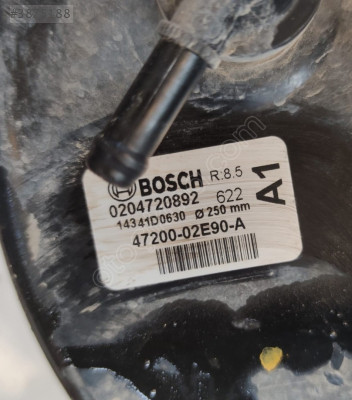 BOSCH R:8.5
0204720892 622
14341D0630 Ø 250 mm
47200-02E90-A
A1